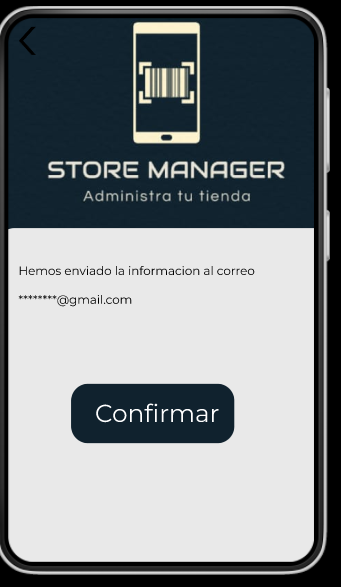 STORE MANAGER
Administra tu tienda
Hemos enviado la informacion al correo
********@gmail.com
Confirmar